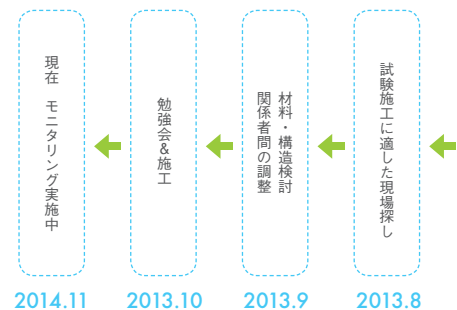 試験施工に適した現場探し
材料・構造検討
関係者間の調整
勉強会&施工
現在 モニタリング実施中
2014.11
2013.10
2013.9
2013.8